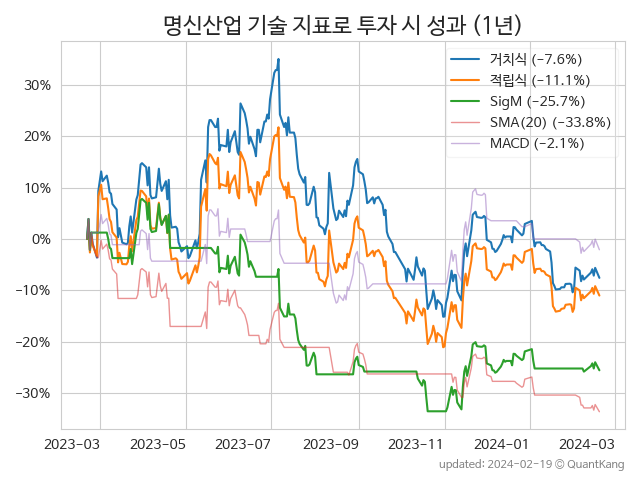 명신산업 기술 지표로 투자 시 성과 (1년)
거치식 (−7.6%)
적립식 (−11.1%)
SigM (−25.7%)
SMA(20) (−33.8%)
MACD (−2.1%)
30%
20%
10%
0%
−10%
−20%
−30%
2023-03 2023-05 2023-07 2023-09 2023-11 2024-01 2024-03
updated: 2024-02-19 © QuantKang